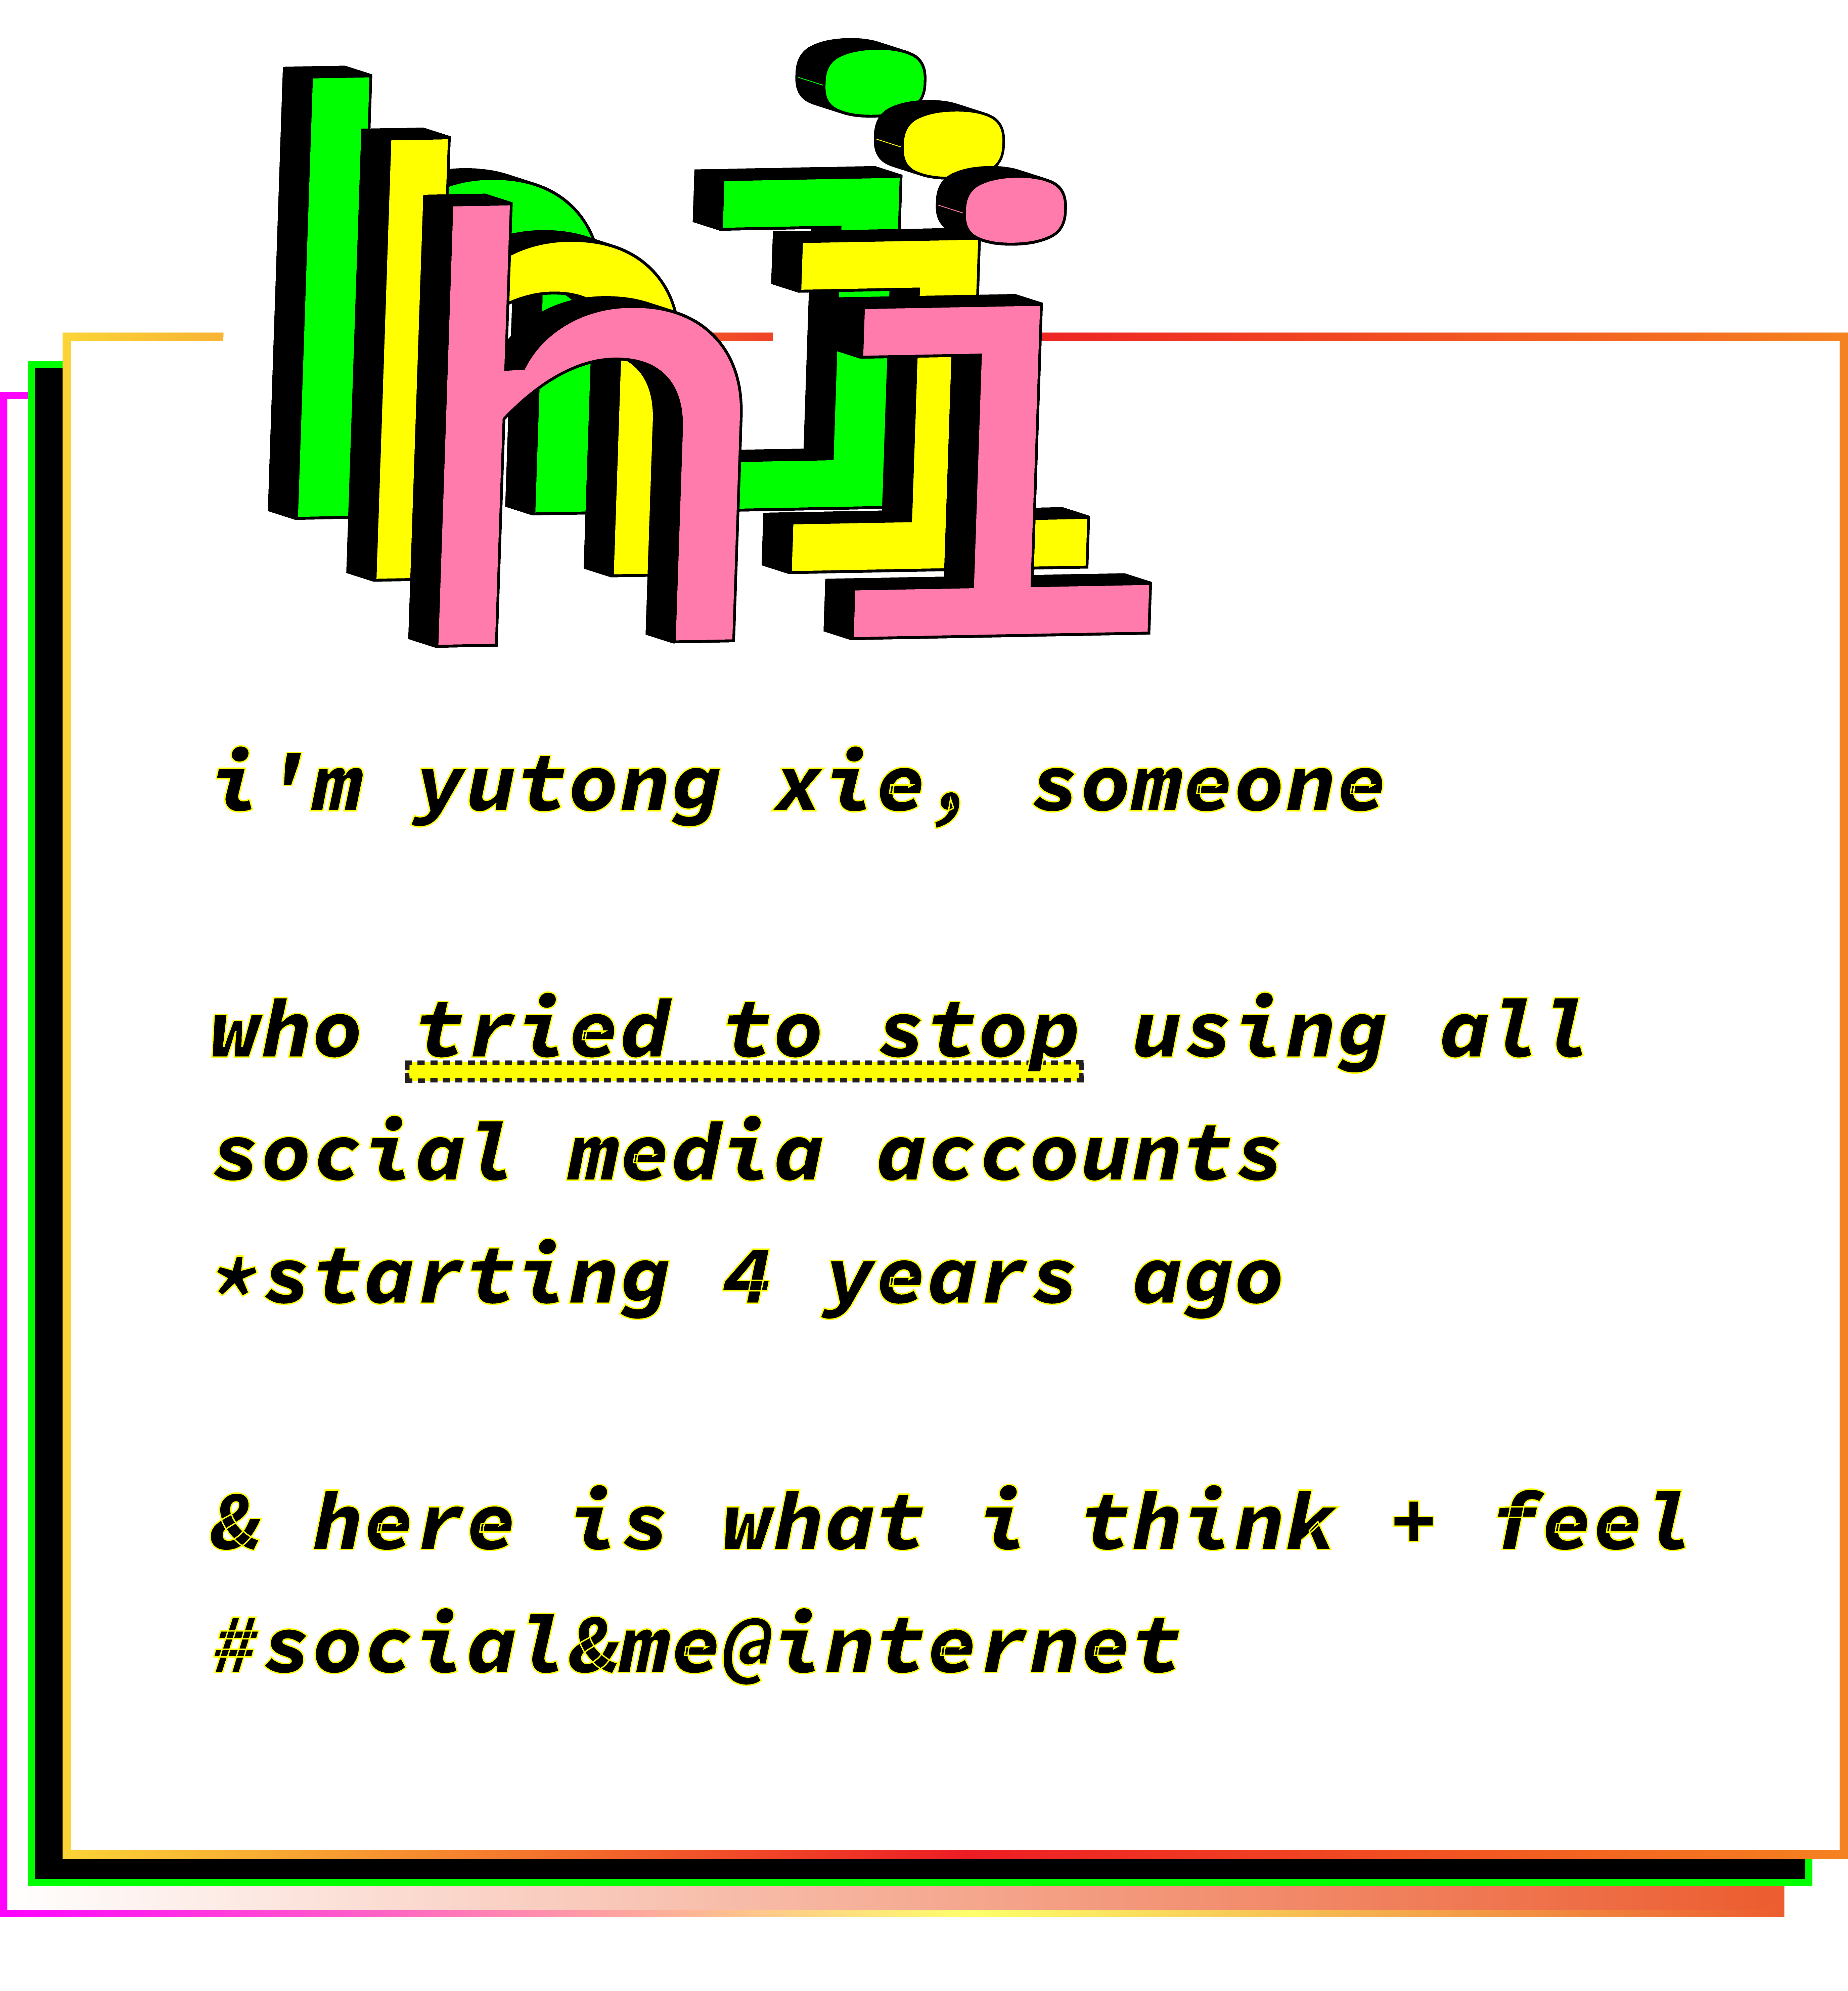 hi
i'm yutong xie, someone
who tried to stop using all
social media accounts
*starting 4 years ago
& here is what i think + feel
#social&me@internet